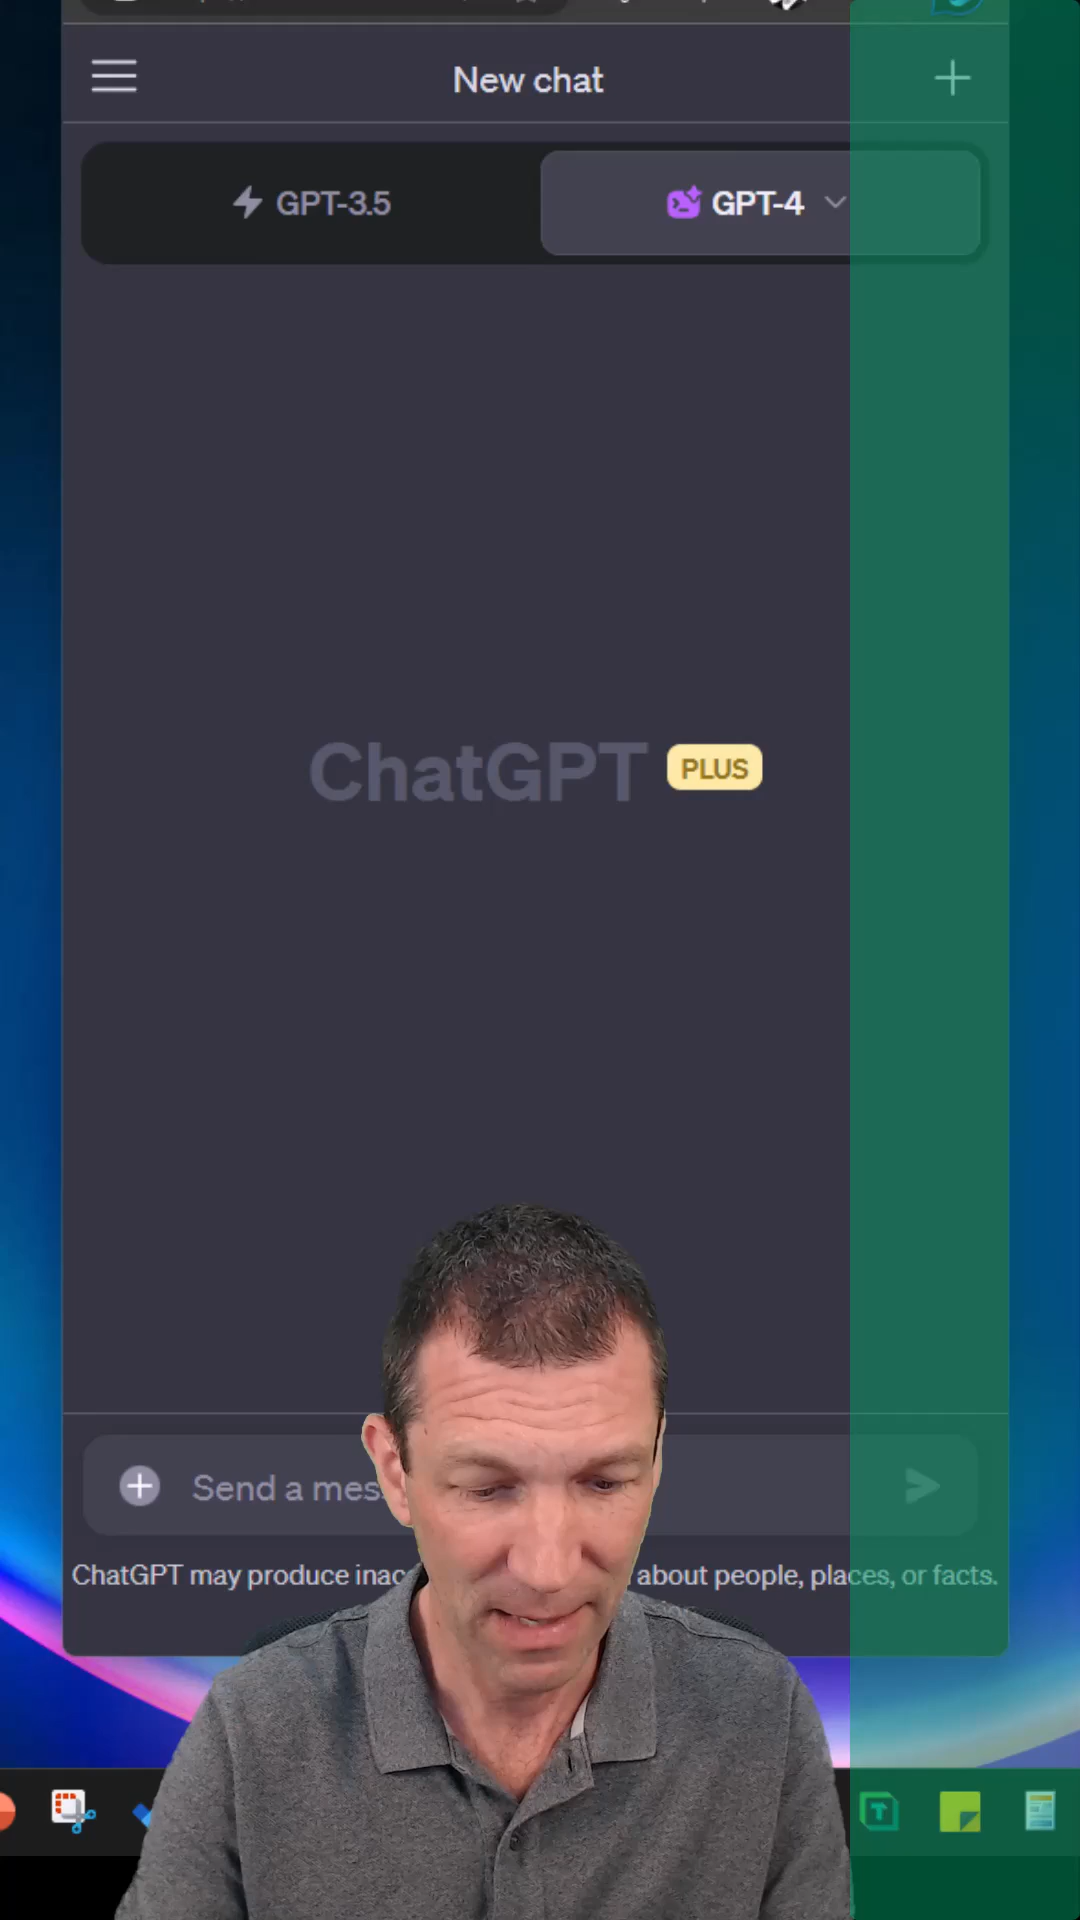 New chat
GPT-3.5
GPT-4
ChatGPT PLUS
Send a mes
ChatGPT may produce inac about people, places, or facts.